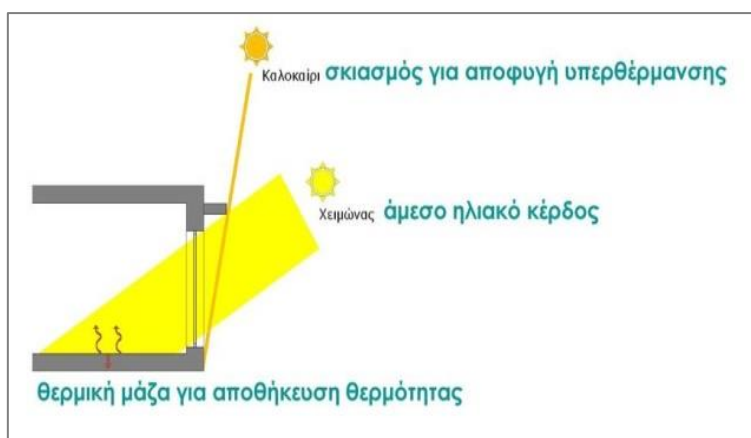 Καλοκαίρι σκιασμός για αποφυγή υπερθέρμανσης
Χειμώνας άμεσο ηλιακό κέρδος
θερμική μάζα για αποθήκευση θερμότητας